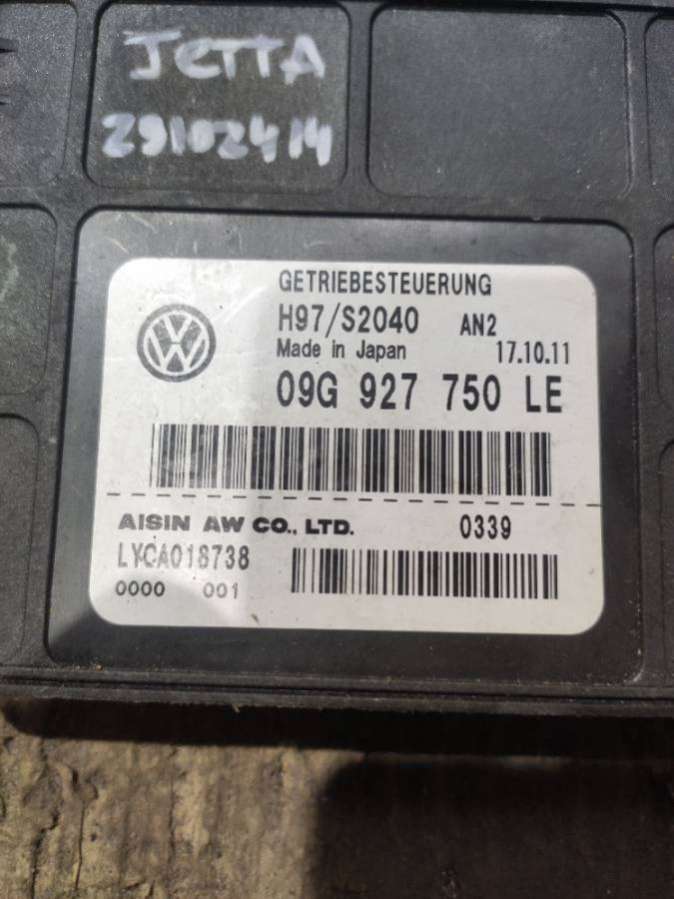 JETTA
29102414
GETRIEBESTEUERUNG
H97/S2040 AN2
Made in Japan 17.10.11
09G 927 750 LE
AISIN AW CO., LTD. 0339
LYCA018738
0000 001